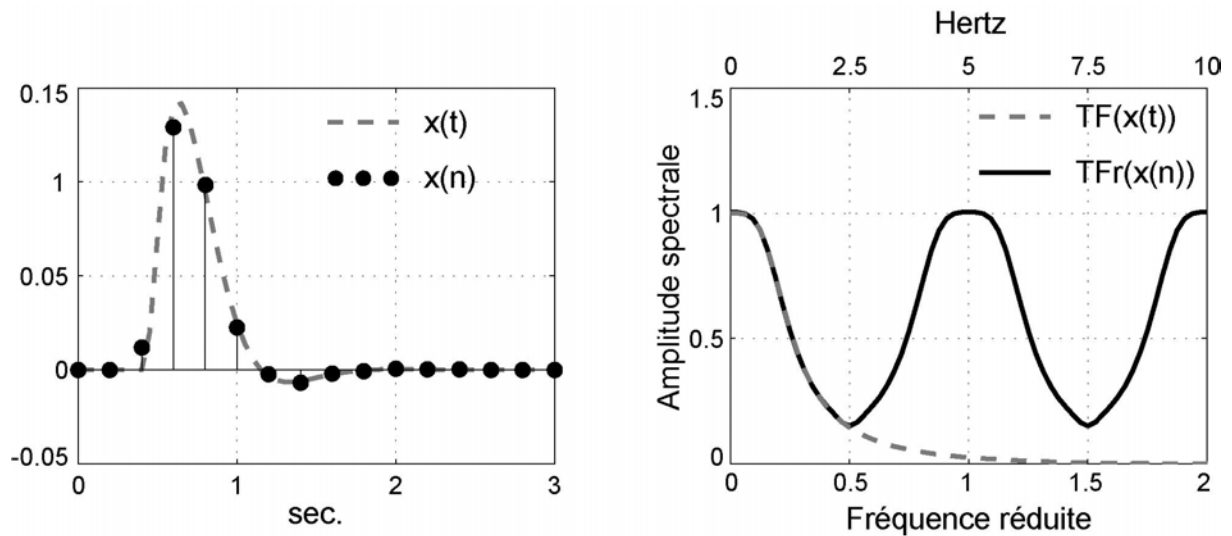 0.15
1
0.05
0
-0.05
0 1 2 3
sec.
x(t)
x(n)
Hertz
0 2.5 5 7.5 10
1.5
1
0.5
0
Amplitude spectrale
TF(x(t))
TFr(x(n))
0 0.5 1 1.5 2
Fréquence réduite